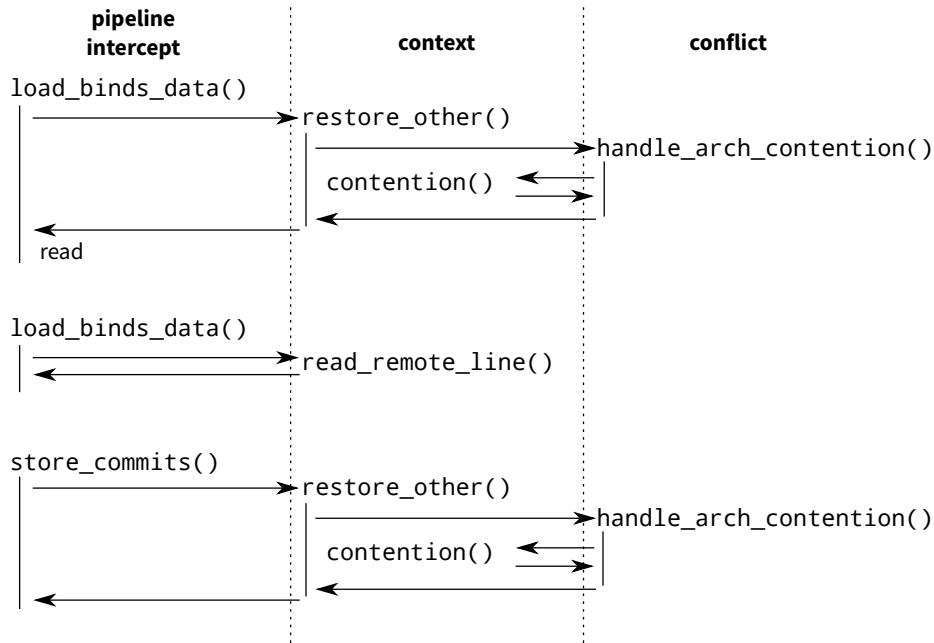 pipeline
intercept
context
conflict
load_binds_data()
restore_other()
handle_arch_contention()
contention()
read
load_binds_data()
read_remote_line()
store_commits()
restore_other()
handle_arch_contention()
contention()